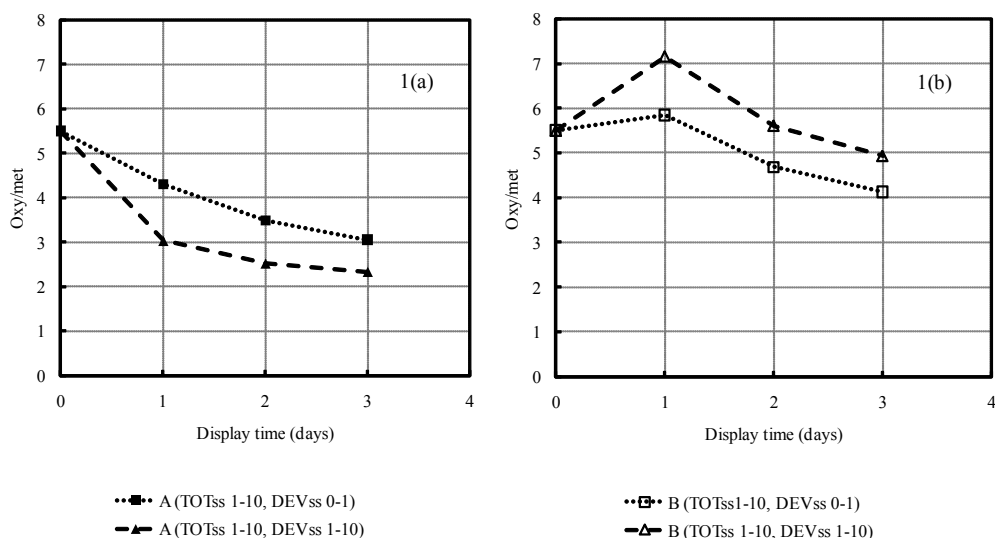 8
7
6
5
4
3
2
1
0
Oxy/met
1(a)
0 1 2 3 4
Display time (days)
A (TOTss 1-10, DEVss 0-1)
A (TOTss 1-10, DEVss 1-10)
8
7
6
5
4
3
2
1
0
Oxy/met
1(b)
0 1 2 3 4
Display time (days)
B (TOTss1-10, DEVss 0-1)
B (TOTss 1-10, DEVss 1-10)